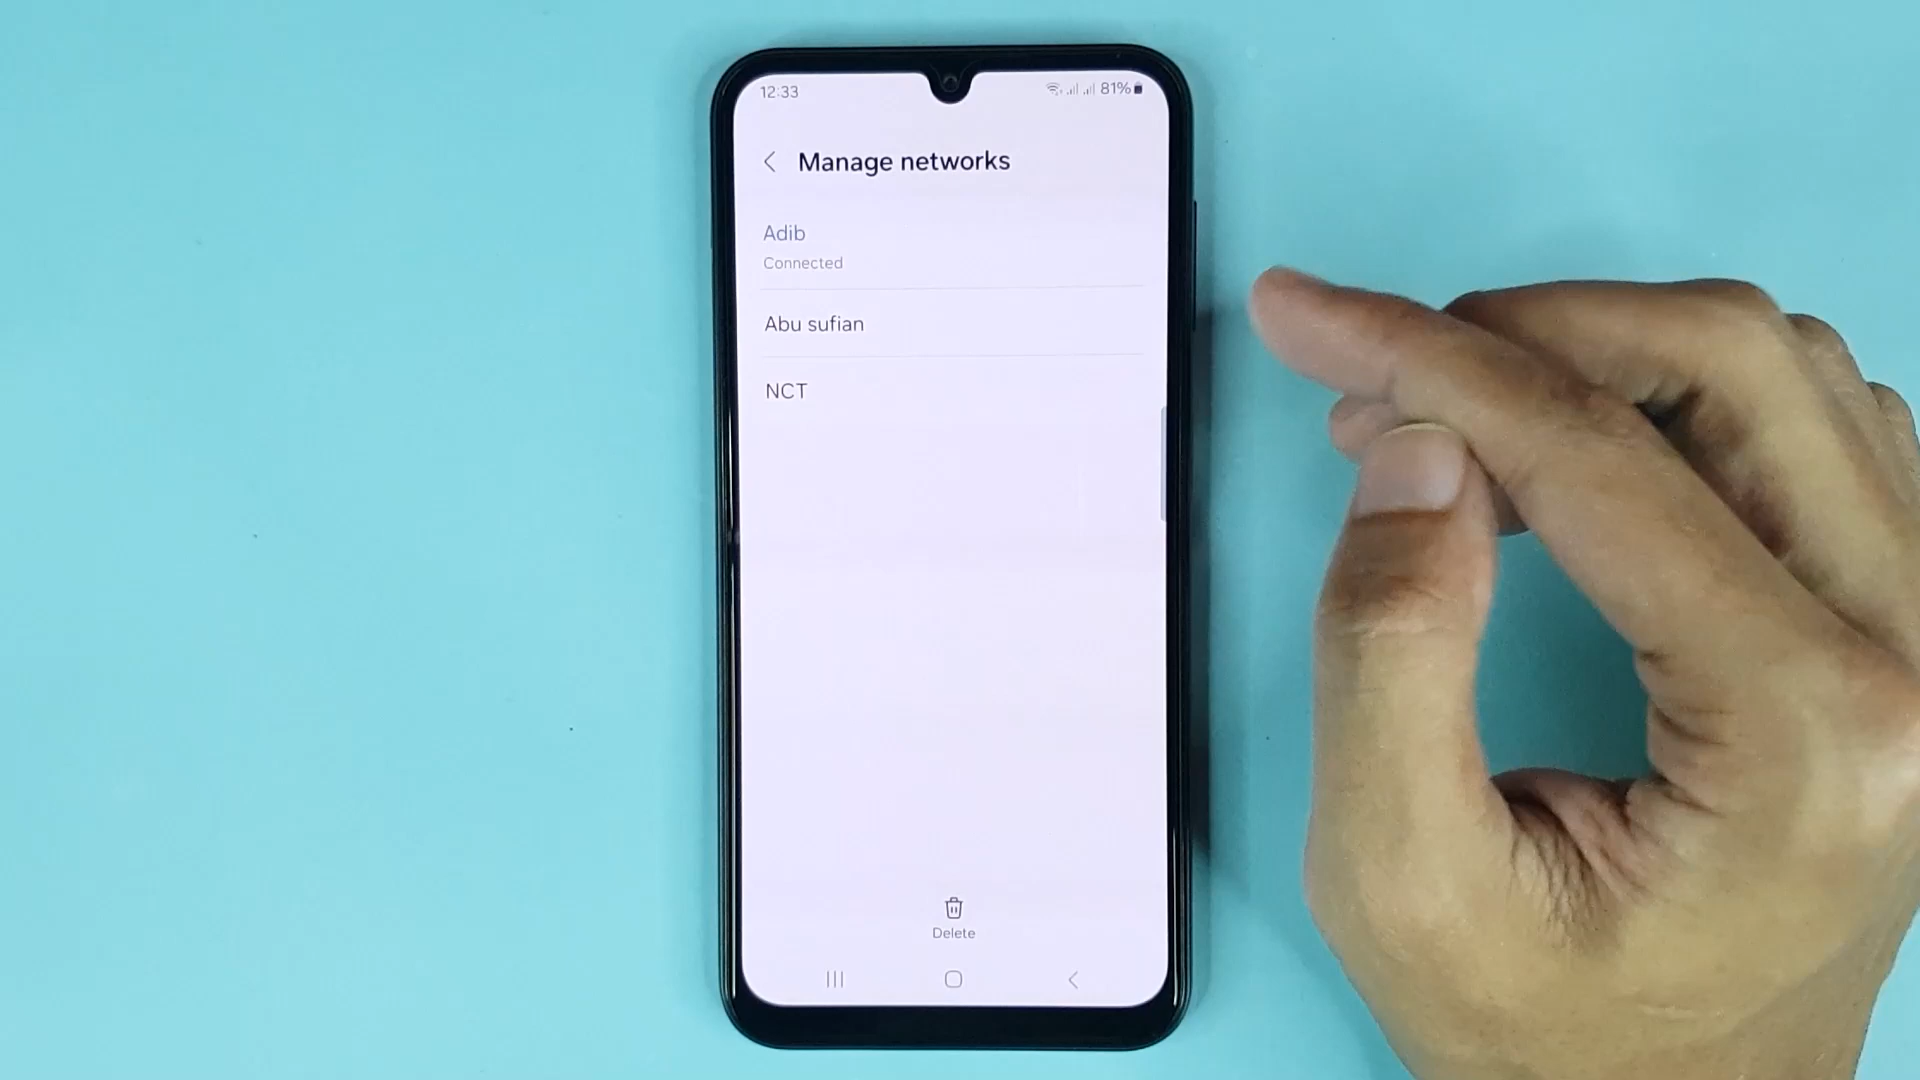 12:33
81%
Manage networks
Adib
Connected
Abu sufian
NCT
Delete